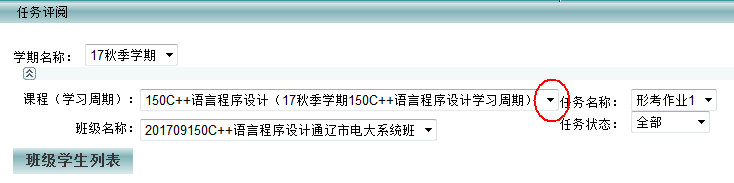 任务评阅
学期名称： 17秋季学期
课程（学习周期）： 150C++语言程序设计（17秋季学期150C++语言程序设计学习周期） 任务名称： 形考作业1
班级名称： 201709150C++语言程序设计通辽市电大系统班 任务状态： 全部
班级学生列表